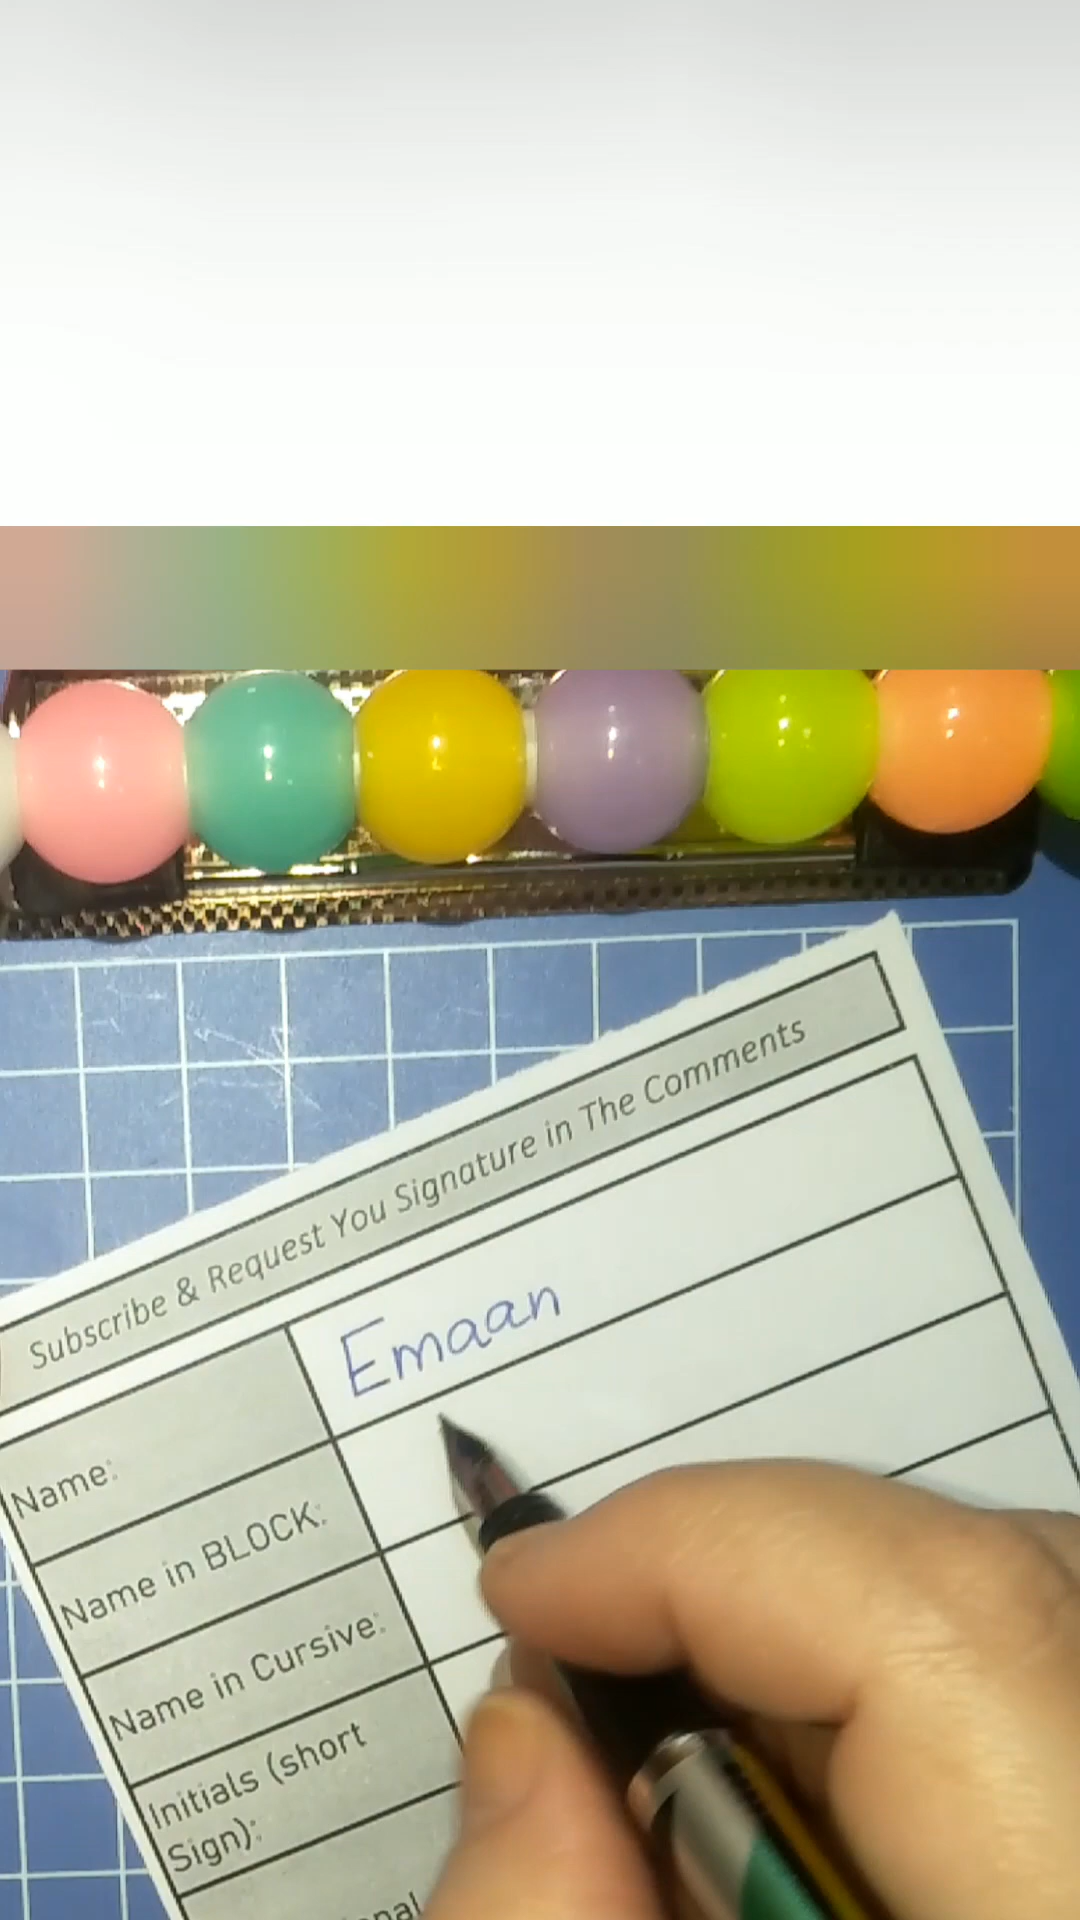 Subscribe & Request You Signature in The Comments
Name: Emaan
Name in BLOCK:
Name in Cursive:
Initials (short
Sign):